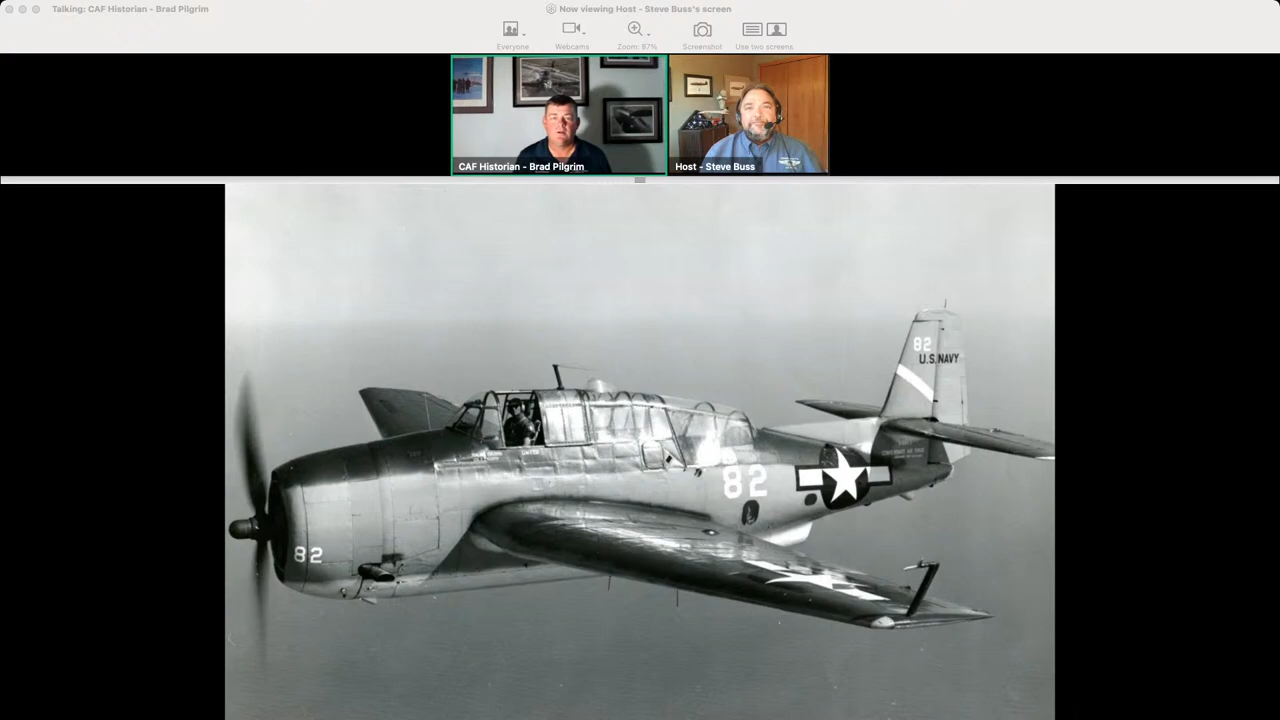 Talking: CAF Historian - Brad Pilgrim
Now viewing Host - Steve Buss's screen
Everyone
Webcams
Zoom: 87%
Screenshot
Use two screens
CAF Historian - Brad Pilgrim
Host - Steve Buss
82
U.S. NAVY
82
82